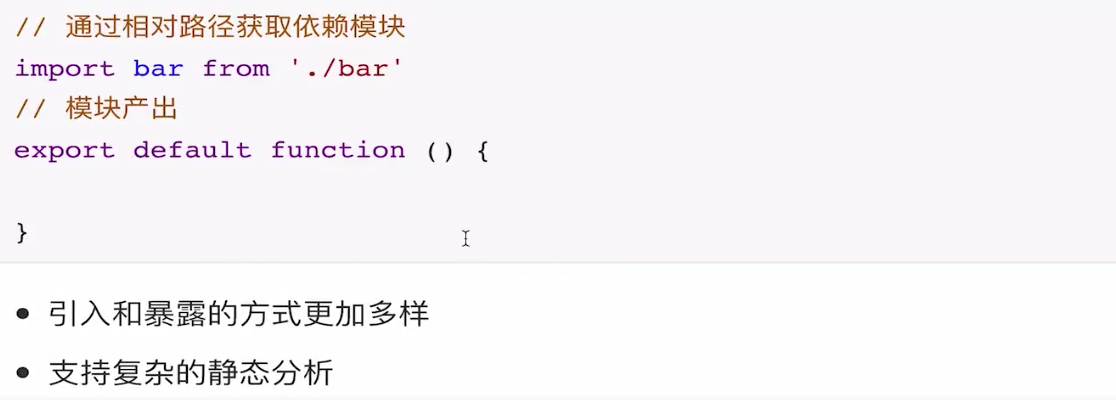 // 通过相对路径获取依赖模块
import bar from './bar'
// 模块产出
export default function () {
}
• 引入和暴露的方式更加多样
• 支持复杂的静态分析